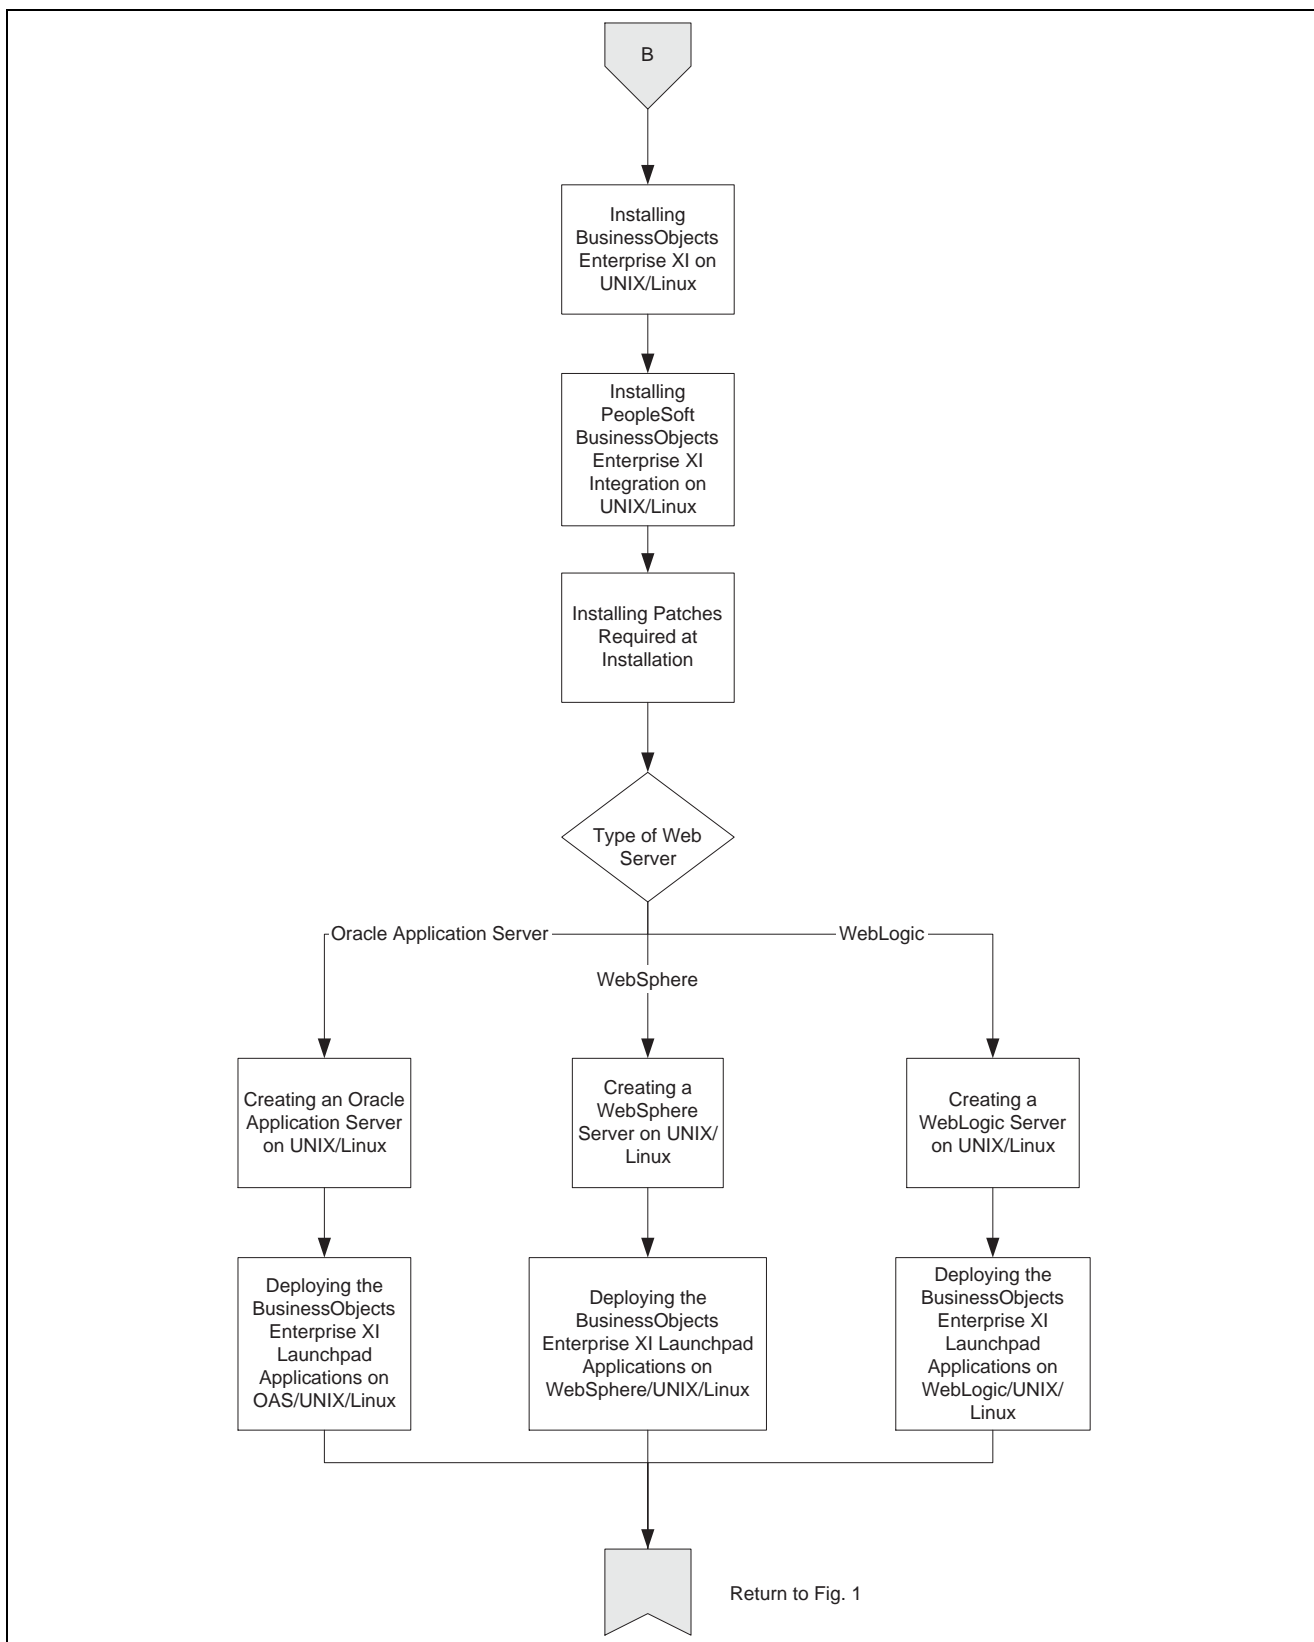 B
Installing
BusinessObjects
Enterprise XI on
UNIX/Linux
Installing
PeopleSoft
BusinessObjects
Enterprise XI
Integration on
UNIX/Linux
Installing Patches
Required at
Installation
Type of Web
Server
Oracle Application Server
WebLogic
WebSphere
Creating an Oracle
Application Server
on UNIX/Linux
Creating a
WebSphere
Server on UNIX/
Linux
Creating a
WebLogic Server
on UNIX/Linux
Deploying the
BusinessObjects
Enterprise XI
Launchpad
Applications on
OAS/UNIX/Linux
Deploying the
BusinessObjects
Enterprise XI Launchpad
Applications on
WebSphere/UNIX/Linux
Deploying the
BusinessObjects
Enterprise XI
Launchpad
Applications on
WebLogic/UNIX/
Linux
Return to Fig. 1